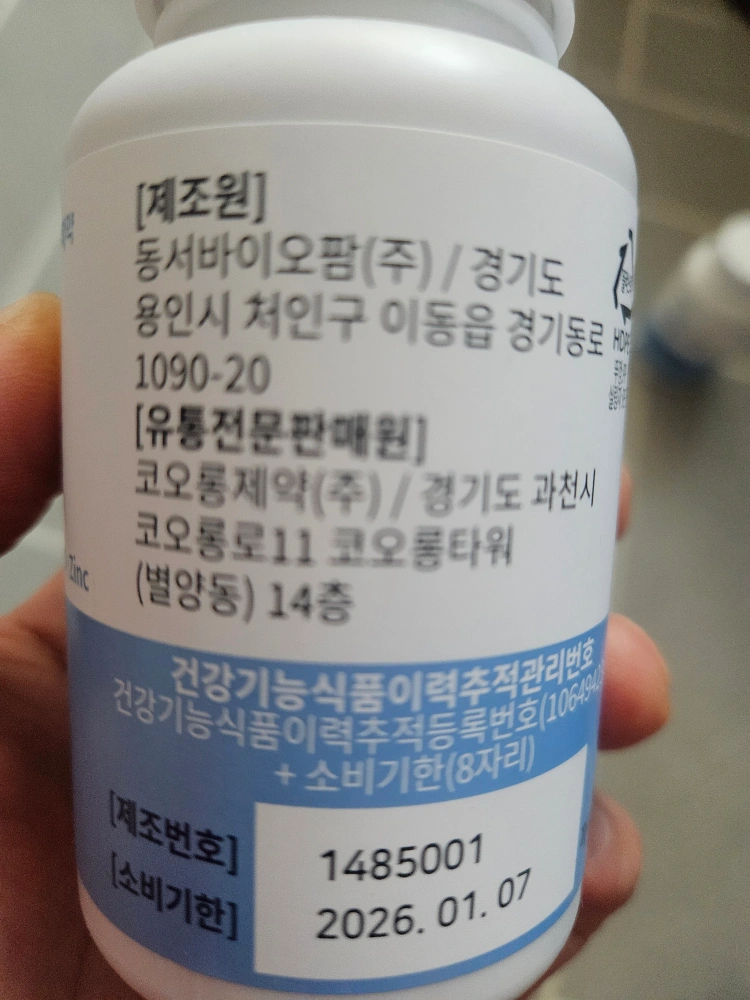 [제조원]
동서바이오팜(주) / 경기도
용인시 처인구 이동읍 경기동로
1090-20
[유통전문판매원]
코오롱제약(주) / 경기도 과천시
코오롱로11 코오롱타워
(별양동) 14층
Zinc
HDPE
건강기능식품이력추적관리번호
건강기능식품이력추적등록번호
+ 소비기한(8자리)
[제조번호] 1485001
[소비기한] 2026. 01. 07